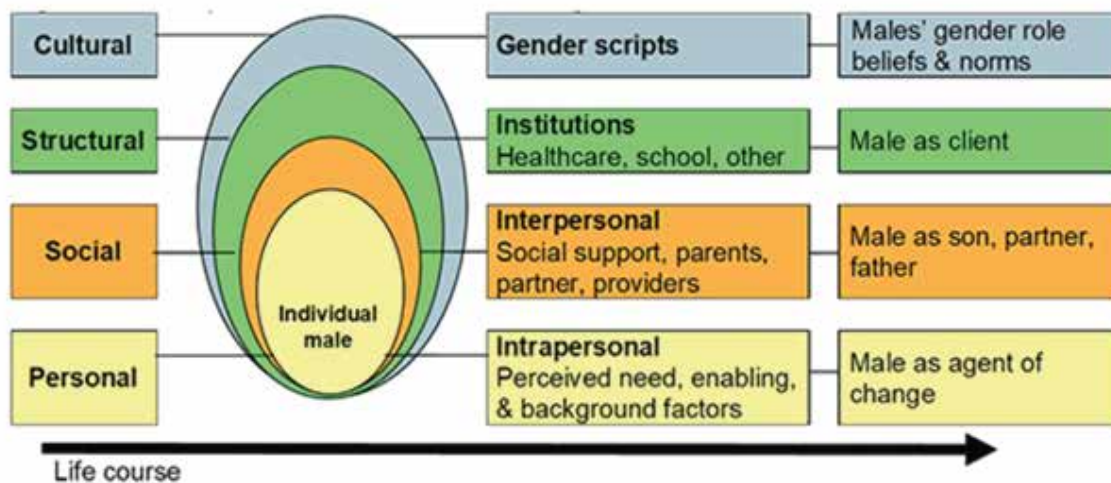 Cultural
Gender scripts
Males' gender role
beliefs & norms
Structural
Institutions
Healthcare, school, other
Male as client
Social
Interpersonal
Social support, parents,
partner, providers
Male as son, partner,
father
Individual
male
Personal
Intrapersonal
Perceived need, enabling,
& background factors
Male as agent of
change
Life course